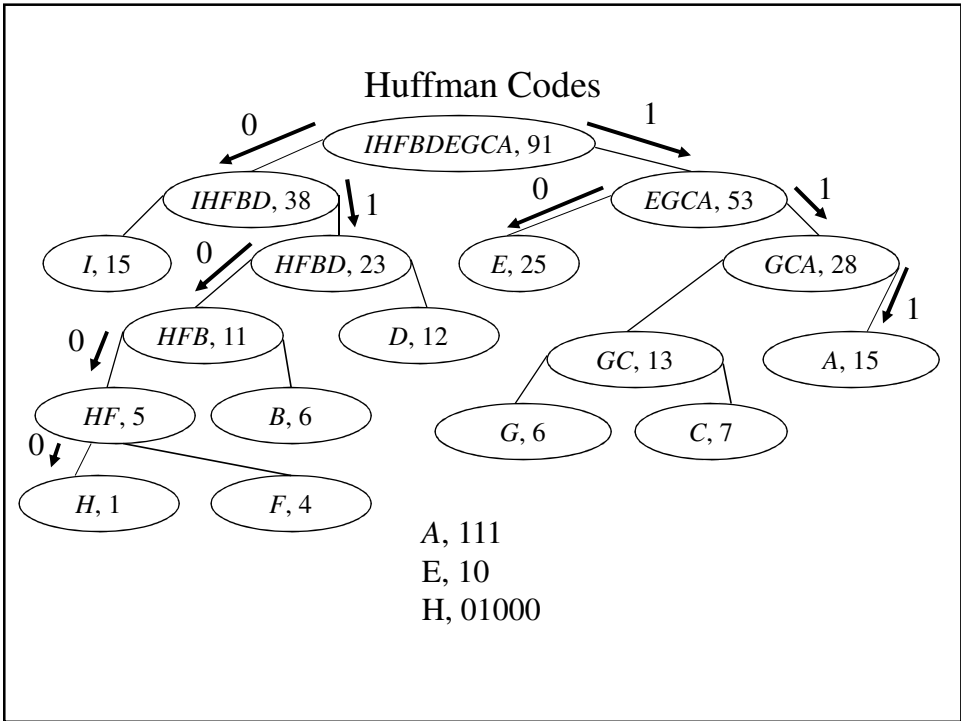 Huffman Codes
0
1
IHFBDEGCA, 91
IHFBD, 38
1
0
EGCA, 53
1
I, 15
0
HFBD, 23
E, 25
GCA, 28
0
HFB, 11
D, 12
1
GC, 13
A, 15
HF, 5
B, 6
G, 6
C, 7
0
H, 1
F, 4
A, 111
E, 10
H, 01000